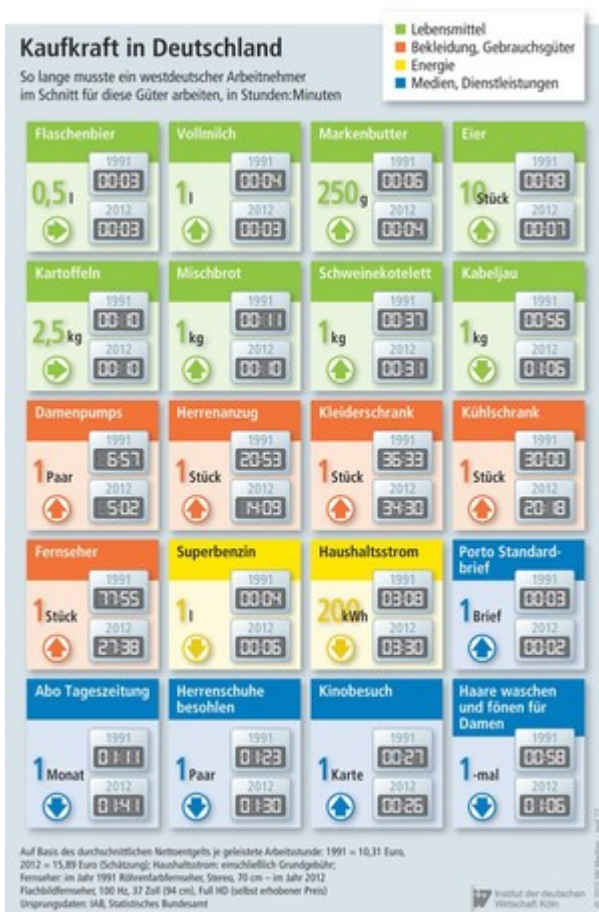 Kaufkraft in Deutschland
So lange musste ein westdeutscher Arbeitnehmer
im Schnitt für diese Güter arbeiten, in Stunden:Minuten
Lebensmittel
Bekleidung, Gebrauchsgüter
Energie
Medien, Dienstleistungen
Flaschenbier
0,5 l
1991
00:03
2012
00:03
Vollmilch
1 l
1991
00:04
2012
00:03
Markenbutter
250 g
1991
00:06
2012
00:04
Eier
10 Stück
1991
00:08
2012
00:07
Kartoffeln
2,5 kg
1991
00:10
2012
00:10
Mischbrot
1 kg
1991
00:11
2012
00:10
Schweinekotelett
1 kg
1991
00:37
2012
00:31
Kabeljau
1 kg
1991
00:56
2012
01:06
Damenpumps
1 Paar
1991
6:57
2012
5:02
Herrenanzug
1 Stück
1991
20:53
2012
14:09
Kleiderschrank
1 Stück
1991
36:33
2012
34:30
Kühlschrank
1 Stück
1991
30:00
2012
20:18
Fernseher
1 Stück
1991
77:55
2012
27:38
Superbenzin
1 l
1991
00:04
2012
00:06
Haushaltsstrom
200 kWh
1991
03:08
2012
03:30
Porto Standard-
brief
1 Brief
1991
00:03
2012
00:02
Abo Tageszeitung
1 Monat
1991
01:11
2012
01:41
Herrenschuhe
besohlen
1 Paar
1991
01:23
2012
01:30
Kinobesuch
1 Karte
1991
00:27
2012
00:26
Haare waschen
und fönen für
Damen
1 -mal
1991
00:58
2012
01:06
Auf Basis des durchschnittlichen Nettoentgelts je geleistete Arbeitsstunde: 1991 = 10,31 Euro,
2012 = 15,89 Euro (Schätzung); Haushaltsstrom: einschließlich Grundgebühr;
Fernseher: im Jahr 1991 Röhrenfarbfernseher, Stereo, 70 cm – im Jahr 2012
Flachbildfernseher, 100 Hz, 37 Zoll (94 cm), Full HD (selbst erhobener Preis)
Ursprungsdaten: IAB, Statistisches Bundesamt
Institut der deutschen
Wirtschaft Köln